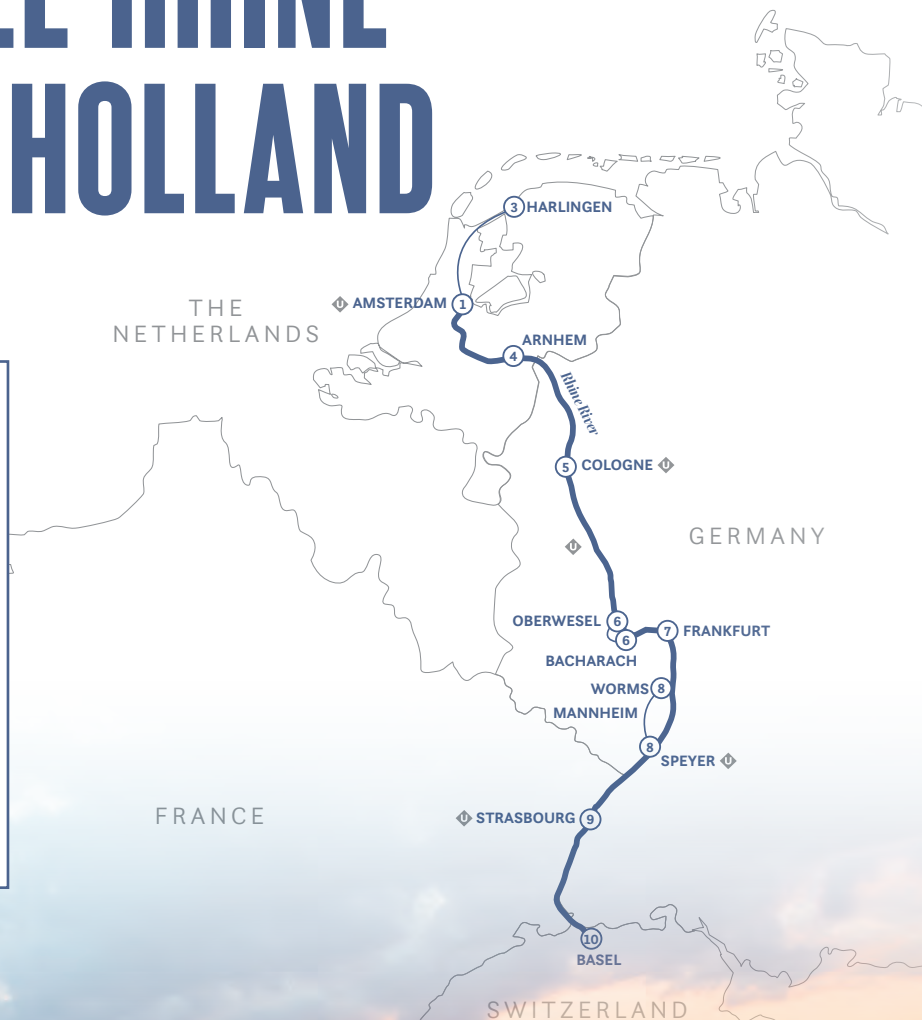 HOLLAND
3 HARLINGEN
THE
NETHERLANDS
U AMSTERDAM 1
ARNHEM
4
Rhine River
5 COLOGNE U
GERMANY
U
OBERWESEL 6
6
BACHARACH
7 FRANKFURT
WORMS 8
MANNHEIM
8
SPEYER U
FRANCE
U STRASBOURG 9
10
BASEL
SWITZERLAND